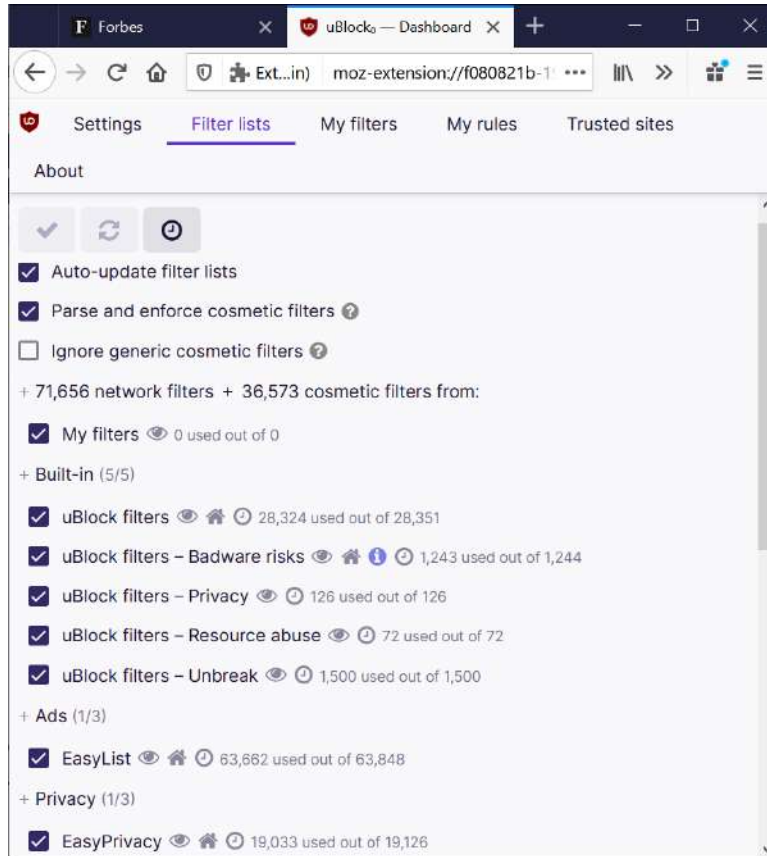 Forbes
uBlock₀ — Dashboard
Ext...in) moz-extension://f080821b-1
Settings Filter lists My filters My rules Trusted sites
About
Auto-update filter lists
Parse and enforce cosmetic filters
Ignore generic cosmetic filters
+ 71,656 network filters + 36,573 cosmetic filters from:
My filters 0 used out of 0
+ Built-in (5/5)
uBlock filters 28,324 used out of 28,351
uBlock filters – Badware risks 1,243 used out of 1,244
uBlock filters – Privacy 126 used out of 126
uBlock filters – Resource abuse 72 used out of 72
uBlock filters – Unbreak 1,500 used out of 1,500
+ Ads (1/3)
EasyList 63,662 used out of 63,848
+ Privacy (1/3)
EasyPrivacy 19,033 used out of 19,126